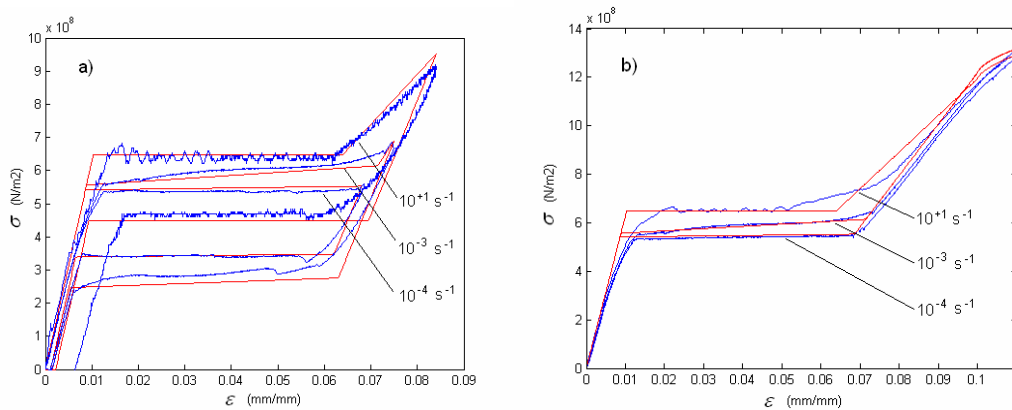 x 10⁸
10
9
8
7
6
5
4
3
2
1
0
σ (N/m2)
a)
10⁺¹ s⁻¹
10⁻³ s⁻¹
10⁻⁴ s⁻¹
0 0.01 0.02 0.03 0.04 0.05 0.06 0.07 0.08 0.09
ε (mm/mm)
x 10⁸
14
12
10
8
6
4
2
0
σ (N/m2)
b)
10⁺¹ s⁻¹
10⁻³ s⁻¹
10⁻⁴ s⁻¹
0 0.01 0.02 0.03 0.04 0.05 0.06 0.07 0.08 0.09 0.1
ε (mm/mm)